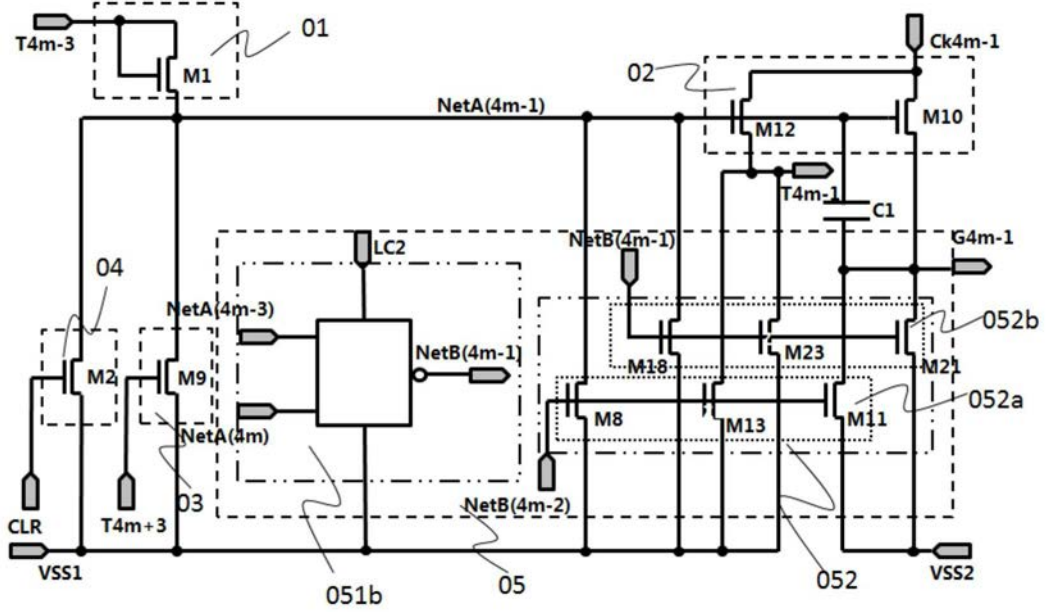 T4m-3
M1
01
NetA(4m-1)
02
Ck4m-1
M12
M10
T4m-1
C1
G4m-1
NetB(4m-1)
LC2
04
NetA(4m-3)
NetB(4m-1)
M2
M9
NetA(4m)
M18
M23
M21
052b
M8
M13
M11
052a
03
NetB(4m-2)
CLR
T4m+3
VSS1
051b
05
052
VSS2